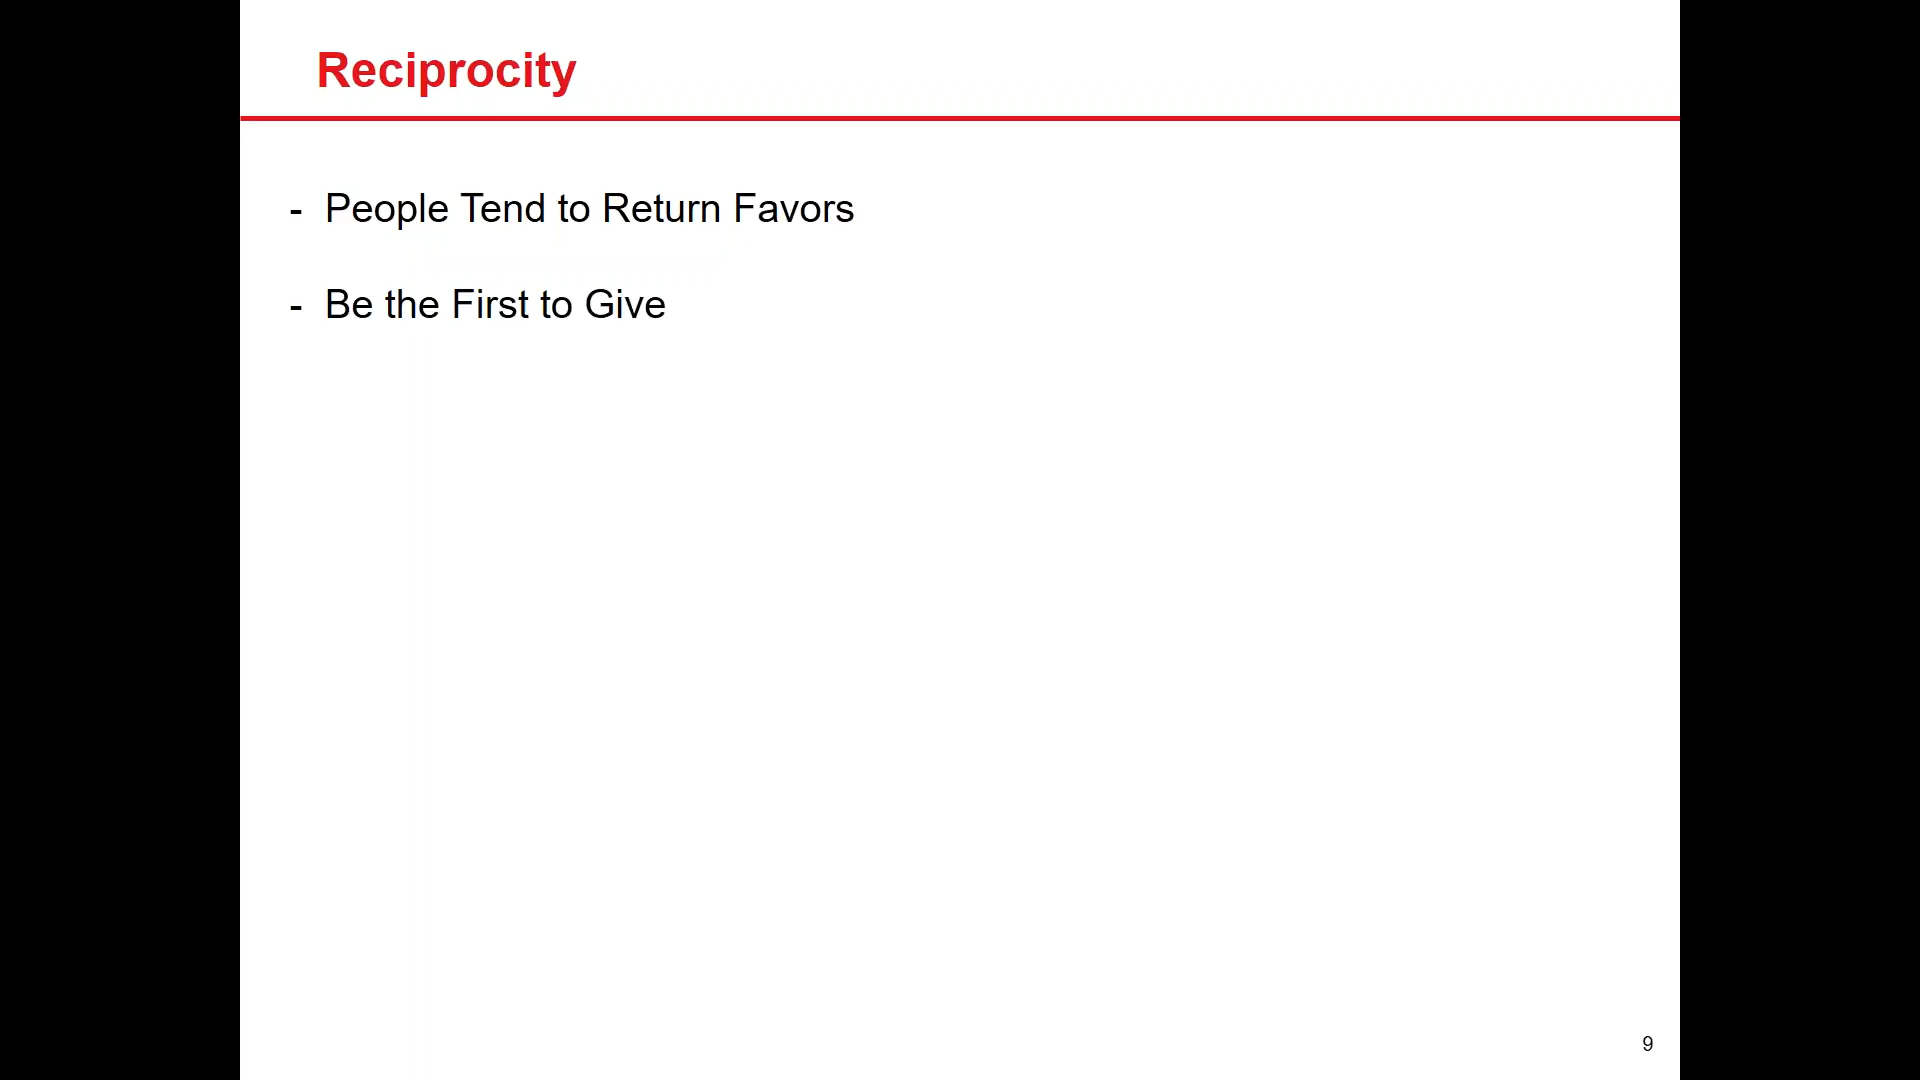 Reciprocity
- People Tend to Return Favors
- Be the First to Give
9